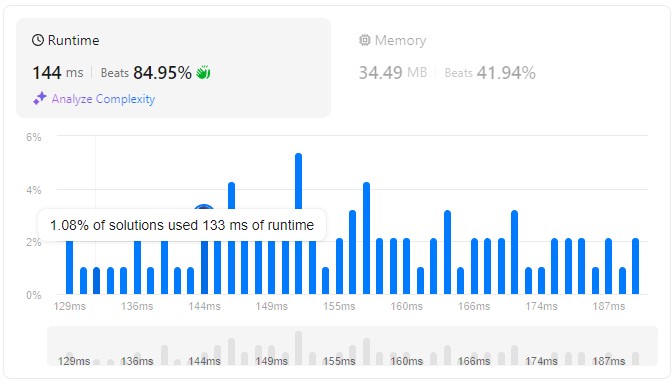 Runtime
144 ms | Beats 84.95%
Analyze Complexity
Memory
34.49 MB | Beats 41.94%
6%
4%
2%
0%
1.08% of solutions used 133 ms of runtime
129ms 136ms 144ms 149ms 155ms 160ms 166ms 174ms 187ms
129ms 136ms 144ms 149ms 155ms 160ms 166ms 174ms 187ms